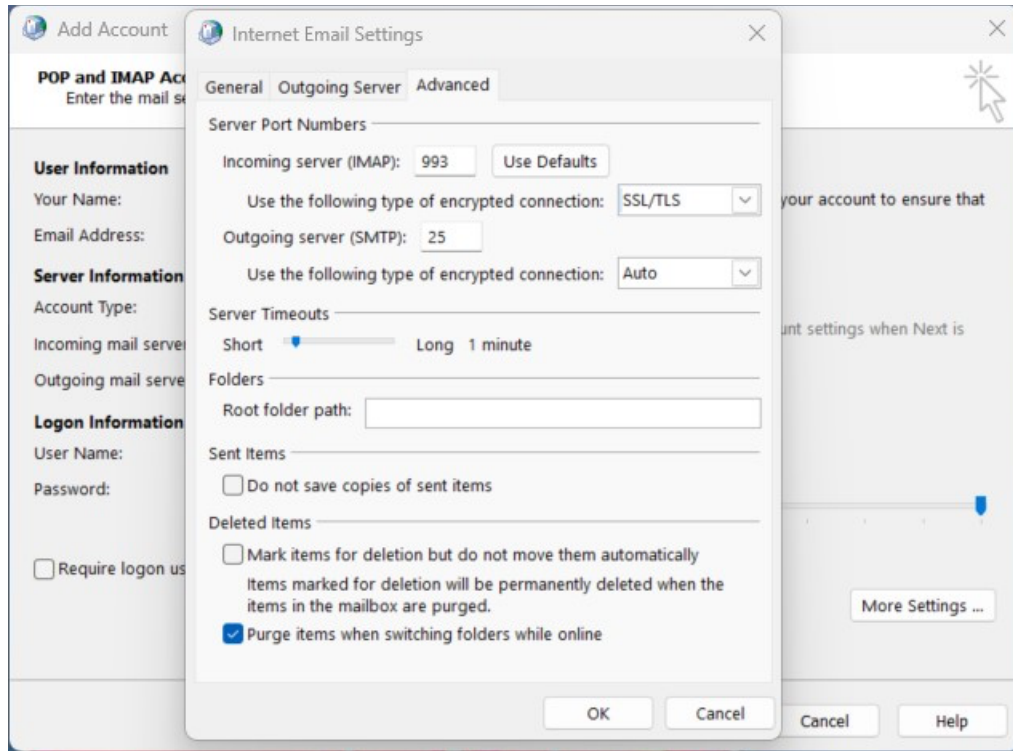 Add Account
Internet Email Settings
POP and IMAP Acc
Enter the mail se
General Outgoing Server Advanced
Server Port Numbers
Incoming server (IMAP): 993 Use Defaults
User Information
Your Name:
Use the following type of encrypted connection: SSL/TLS
your account to ensure that
Email Address:
Outgoing server (SMTP): 25
Server Information
Use the following type of encrypted connection: Auto
Account Type:
Server Timeouts
Incoming mail server
Short Long 1 minute
unt settings when Next is
Outgoing mail serve
Folders
Root folder path:
Logon Information
User Name:
Sent Items
Password:
Do not save copies of sent items
Deleted Items
Mark items for deletion but do not move them automatically
Require logon us
Items marked for deletion will be permanently deleted when the
items in the mailbox are purged.
More Settings ...
Purge items when switching folders while online
OK Cancel
Cancel Help